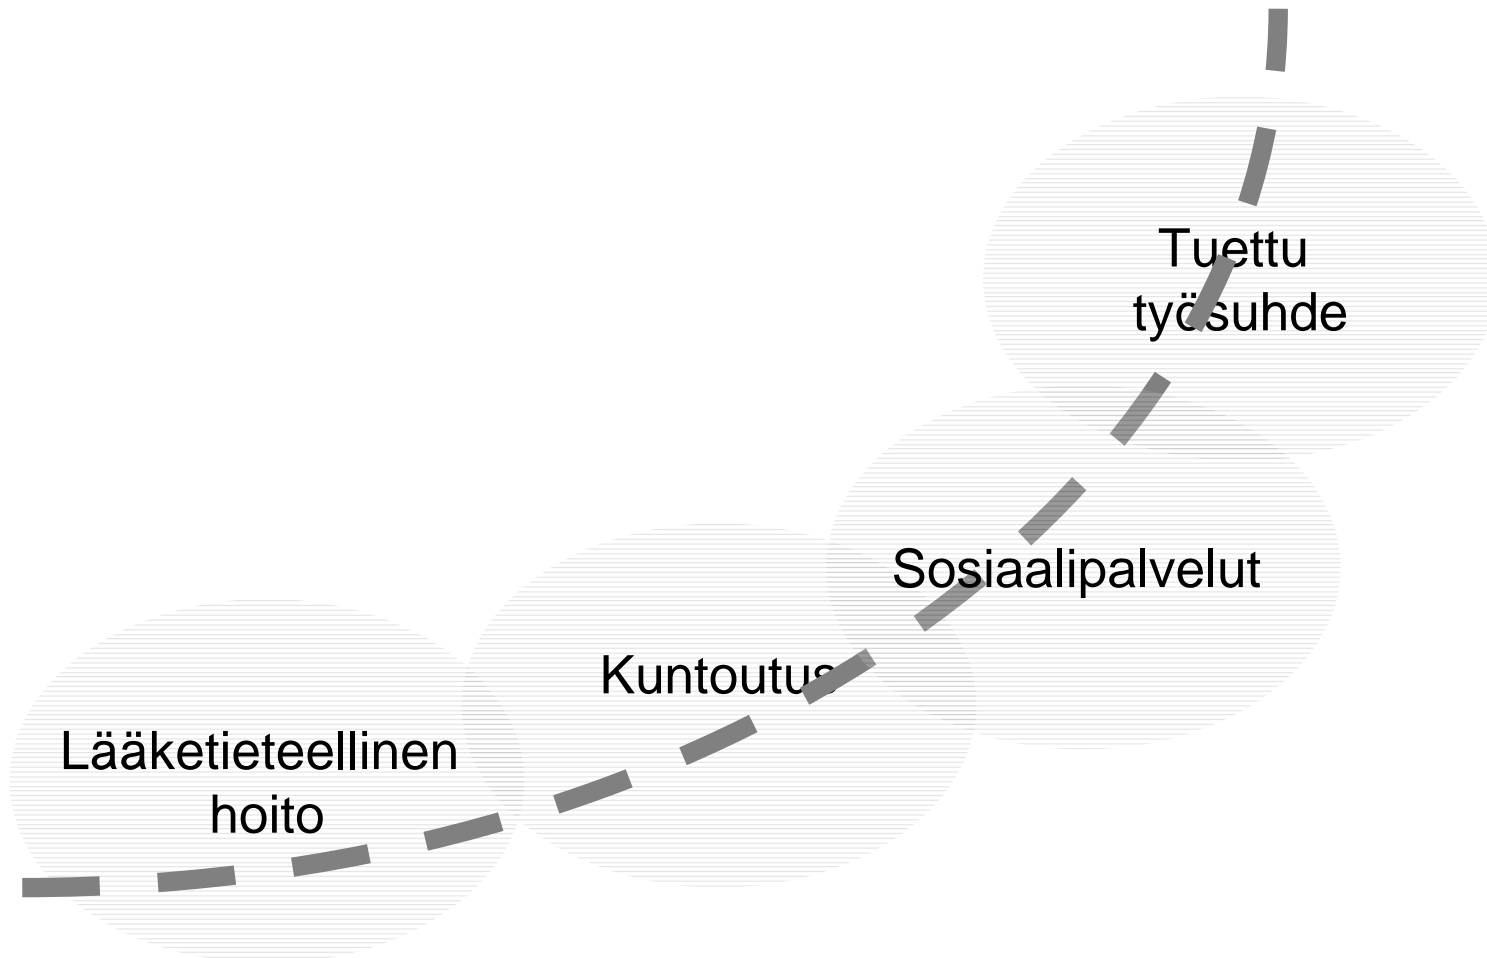 Tuettu
työsuhde
Sosiaalipalvelut
Kuntoutus
Lääketieteellinen
hoito